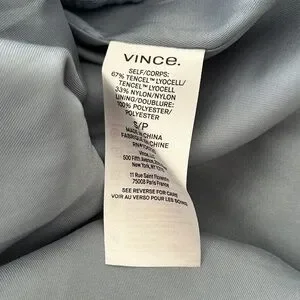 VINCE.
SELF/CORPS:
67% TENCEL™ LYOCELL/
TENCEL™ LYOCELL
33% NYLON/NYLON
LINING/DOUBLURE:
100% POLYESTER/
POLYESTER
S/P
MADE IN CHINA
FABRIQUÉ EN CHINE
500 Fifth Avenue
New York, NY
11 Rue Saint Florentin
75008 Paris France
SEE REVERSE FOR CARE
VOIR AU VERSO POUR LES SOINS